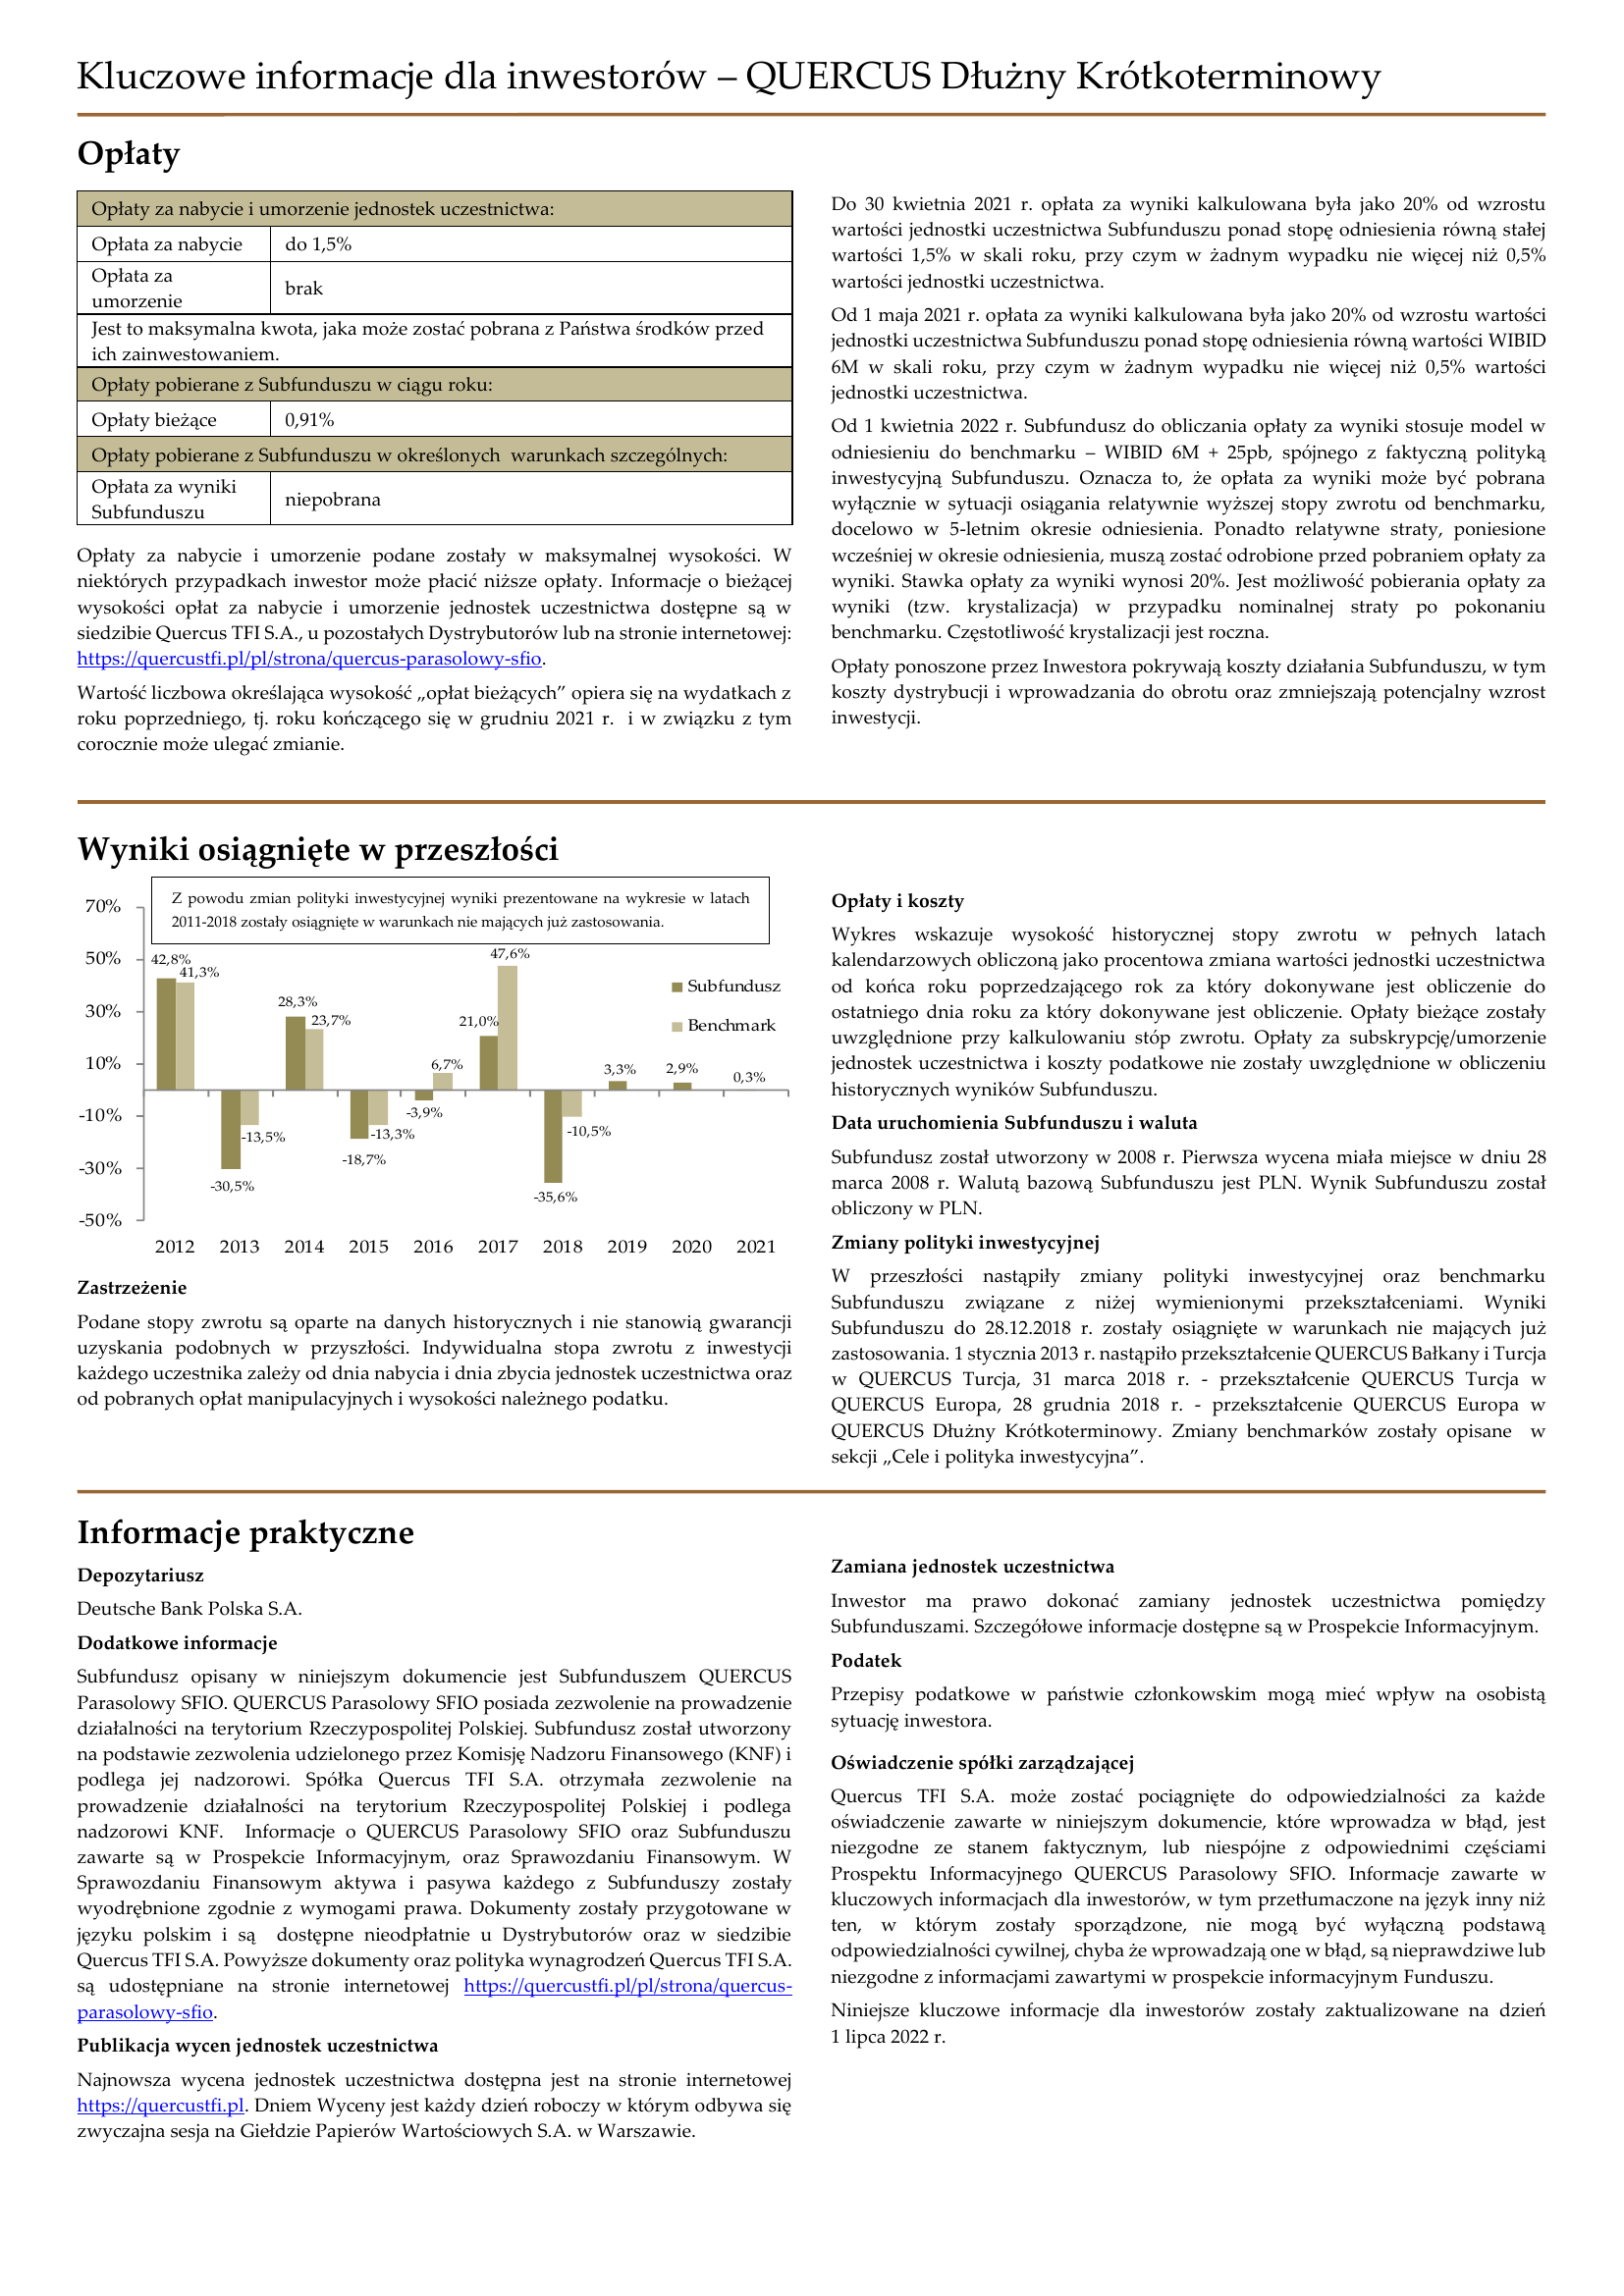 Kluczowe informacje dla inwestorów – QUERCUS Dłużny Krótkoterminowy
Opłaty
Opłaty za nabycie i umorzenie jednostek uczestnictwa:
Opłata za nabycie do 1,5%
Opłata za
umorzenie
brak
Jest to maksymalna kwota, jaka może zostać pobrana z Państwa środków przed
ich zainwestowaniem.
Opłaty pobierane z Subfunduszu w ciągu roku:
Opłaty bieżące 0,91%
Opłaty pobierane z Subfunduszu w określonych warunkach szczególnych:
Opłata za wyniki
Subfunduszu
niepobrana
Opłaty za nabycie i umorzenie podane zostały w maksymalnej wysokości. W
niektórych przypadkach inwestor może płacić niższe opłaty. Informacje o bieżącej
wysokości opłat za nabycie i umorzenie jednostek uczestnictwa dostępne są w
siedzibie Quercus TFI S.A., u pozostałych Dystrybutorów lub na stronie internetowej:
https://quercustfi.pl/pl/strona/quercus-parasolowy-sfio.
Wartość liczbowa określająca wysokość „opłat bieżących” opiera się na wydatkach z
roku poprzedniego, tj. roku kończącego się w grudniu 2021 r. i w związku z tym
corocznie może ulegać zmianie.
Do 30 kwietnia 2021 r. opłata za wyniki kalkulowana była jako 20% od wzrostu
wartości jednostki uczestnictwa Subfunduszu ponad stopę odniesienia równą stałej
wartości 1,5% w skali roku, przy czym w żadnym wypadku nie więcej niż 0,5%
wartości jednostki uczestnictwa.
Od 1 maja 2021 r. opłata za wyniki kalkulowana była jako 20% od wzrostu wartości
jednostki uczestnictwa Subfunduszu ponad stopę odniesienia równą wartości WIBID
6M w skali roku, przy czym w żadnym wypadku nie więcej niż 0,5% wartości
jednostki uczestnictwa.
Od 1 kwietnia 2022 r. Subfundusz do obliczania opłaty za wyniki stosuje model w
odniesieniu do benchmarku – WIBID 6M + 25pb, spójnego z faktyczną polityką
inwestycyjną Subfunduszu. Oznacza to, że opłata za wyniki może być pobrana
wyłącznie w sytuacji osiągania relatywnie wyższej stopy zwrotu od benchmarku,
docelowo w 5-letnim okresie odniesienia. Ponadto relatywne straty, poniesione
wcześniej w okresie odniesienia, muszą zostać odrobione przed pobraniem opłaty za
wyniki. Stawka opłaty za wyniki wynosi 20%. Jest możliwość pobierania opłaty za
wyniki (tzw. krystalizacja) w przypadku nominalnej straty po pokonaniu
benchmarku. Częstotliwość krystalizacji jest roczna.
Opłaty ponoszone przez Inwestora pokrywają koszty działania Subfunduszu, w tym
koszty dystrybucji i wprowadzania do obrotu oraz zmniejszają potencjalny wzrost
inwestycji.
Wyniki osiągnięte w przeszłości
Z powodu zmian polityki inwestycyjnej wyniki prezentowane na wykresie w latach
2011-2018 zostały osiągnięte w warunkach nie mających już zastosowania.
70%
50%
30%
10%
-10%
-30%
-50%
42,8%
41,3%
-30,5%
-13,5%
28,3%
23,7%
-18,7%
-13,3%
-3,9%
6,7%
21,0%
47,6%
-35,6%
-10,5%
3,3%
2,9%
0,3%
Subfundusz
Benchmark
2012 2013 2014 2015 2016 2017 2018 2019 2020 2021
Zastrzeżenie
Podane stopy zwrotu są oparte na danych historycznych i nie stanowią gwarancji
uzyskania podobnych w przyszłości. Indywidualna stopa zwrotu z inwestycji
każdego uczestnika zależy od dnia nabycia i dnia zbycia jednostek uczestnictwa oraz
od pobranych opłat manipulacyjnych i wysokości należnego podatku.
Opłaty i koszty
Wykres wskazuje wysokość historycznej stopy zwrotu w pełnych latach
kalendarzowych obliczoną jako procentowa zmiana wartości jednostki uczestnictwa
od końca roku poprzedzającego rok za który dokonywane jest obliczenie do
ostatniego dnia roku za który dokonywane jest obliczenie. Opłaty bieżące zostały
uwzględnione przy kalkulowaniu stóp zwrotu. Opłaty za subskrypcję/umorzenie
jednostek uczestnictwa i koszty podatkowe nie zostały uwzględnione w obliczeniu
historycznych wyników Subfunduszu.
Data uruchomienia Subfunduszu i waluta
Subfundusz został utworzony w 2008 r. Pierwsza wycena miała miejsce w dniu 28
marca 2008 r. Walutą bazową Subfunduszu jest PLN. Wynik Subfunduszu został
obliczony w PLN.
Zmiany polityki inwestycyjnej
W przeszłości nastąpiły zmiany polityki inwestycyjnej oraz benchmarku
Subfunduszu związane z niżej wymienionymi przekształceniami. Wyniki
Subfunduszu do 28.12.2018 r. zostały osiągnięte w warunkach nie mających już
zastosowania. 1 stycznia 2013 r. nastąpiło przekształcenie QUERCUS Bałkany i Turcja
w QUERCUS Turcja, 31 marca 2018 r. - przekształcenie QUERCUS Turcja w
QUERCUS Europa, 28 grudnia 2018 r. - przekształcenie QUERCUS Europa w
QUERCUS Dłużny Krótkoterminowy. Zmiany benchmarków zostały opisane w
sekcji „Cele i polityka inwestycyjna”.
Informacje praktyczne
Depozytariusz
Deutsche Bank Polska S.A.
Dodatkowe informacje
Subfundusz opisany w niniejszym dokumencie jest Subfunduszem QUERCUS
Parasolowy SFIO. QUERCUS Parasolowy SFIO posiada zezwolenie na prowadzenie
działalności na terytorium Rzeczypospolitej Polskiej. Subfundusz został utworzony
na podstawie zezwolenia udzielonego przez Komisję Nadzoru Finansowego (KNF) i
podlega jej nadzorowi. Spółka Quercus TFI S.A. otrzymała zezwolenie na
prowadzenie działalności na terytorium Rzeczypospolitej Polskiej i podlega
nadzorowi KNF. Informacje o QUERCUS Parasolowy SFIO oraz Subfunduszu
zawarte są w Prospekcie Informacyjnym, oraz Sprawozdaniu Finansowym. W
Sprawozdaniu Finansowym aktywa i pasywa każdego z Subfunduszy zostały
wyodrębnione zgodnie z wymogami prawa. Dokumenty zostały przygotowane w
języku polskim i są dostępne nieodpłatnie u Dystrybutorów oraz w siedzibie
Quercus TFI S.A. Powyższe dokumenty oraz polityka wynagrodzeń Quercus TFI S.A.
są udostępniane na stronie internetowej https://quercustfi.pl/pl/strona/quercus-
parasolowy-sfio.
Publikacja wycen jednostek uczestnictwa
Najnowsza wycena jednostek uczestnictwa dostępna jest na stronie internetowej
https://quercustfi.pl. Dniem Wyceny jest każdy dzień roboczy w którym odbywa się
zwyczajna sesja na Giełdzie Papierów Wartościowych S.A. w Warszawie.
Zamiana jednostek uczestnictwa
Inwestor ma prawo dokonać zamiany jednostek uczestnictwa pomiędzy
Subfunduszami. Szczegółowe informacje dostępne są w Prospekcie Informacyjnym.
Podatek
Przepisy podatkowe w państwie członkowskim mogą mieć wpływ na osobistą
sytuację inwestora.
Oświadczenie spółki zarządzającej
Quercus TFI S.A. może zostać pociągnięte do odpowiedzialności za każde
oświadczenie zawarte w niniejszym dokumencie, które wprowadza w błąd, jest
niezgodne ze stanem faktycznym, lub niespójne z odpowiednimi częściami
Prospektu Informacyjnego QUERCUS Parasolowy SFIO. Informacje zawarte w
kluczowych informacjach dla inwestorów, w tym przetłumaczone na język inny niż
ten, w którym zostały sporządzone, nie mogą być wyłączną podstawą
odpowiedzialności cywilnej, chyba że wprowadzają one w błąd, są nieprawdziwe lub
niezgodne z informacjami zawartymi w prospekcie informacyjnym Funduszu.
Niniejsze kluczowe informacje dla inwestorów zostały zaktualizowane na dzień
1 lipca 2022 r.